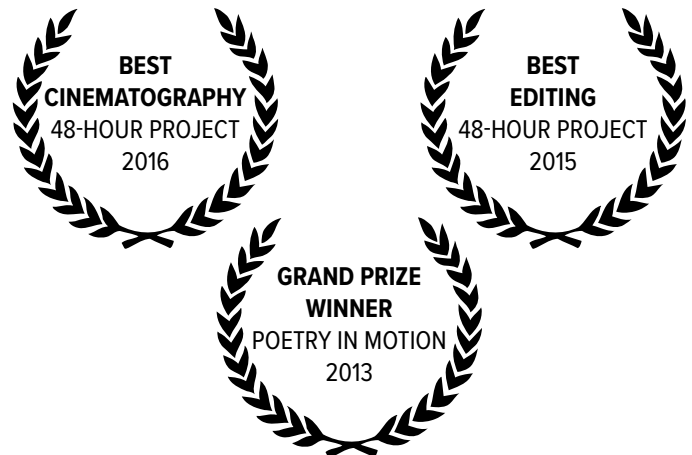 BEST
CINEMATOGRAPHY
48-HOUR PROJECT
2016
BEST
EDITING
48-HOUR PROJECT
2015
GRAND PRIZE
WINNER
POETRY IN MOTION
2013